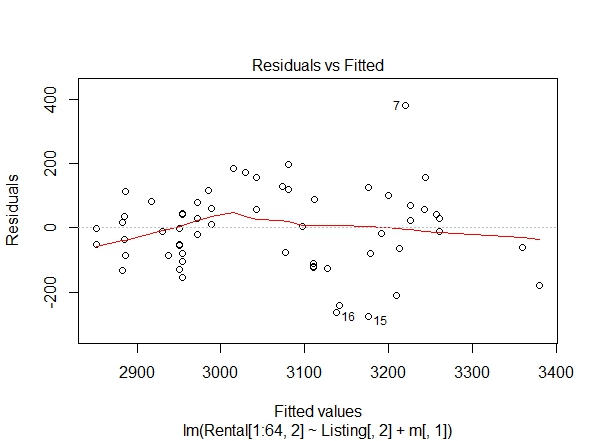 Residuals vs Fitted
Residuals
400
200
0
-200
7
16
15
2900 3000 3100 3200 3300 3400
Fitted values
lm(Rental[1:64, 2] ~ Listing[, 2] + m[, 1])